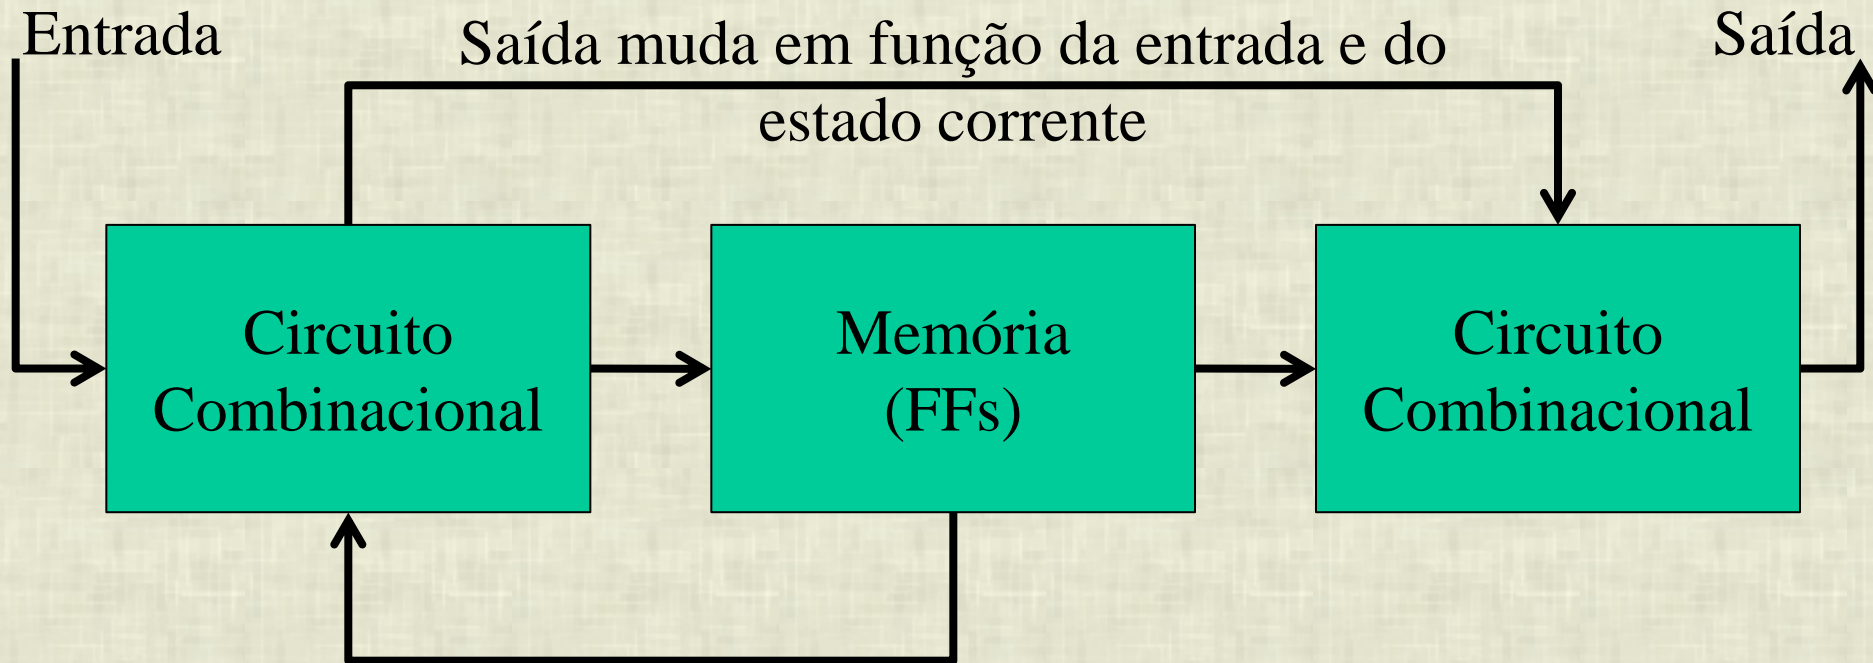 Entrada
Saída muda em função da entrada e do
estado corrente
Saída
Circuito
Combinacional
Memória
(FFs)
Circuito
Combinacional